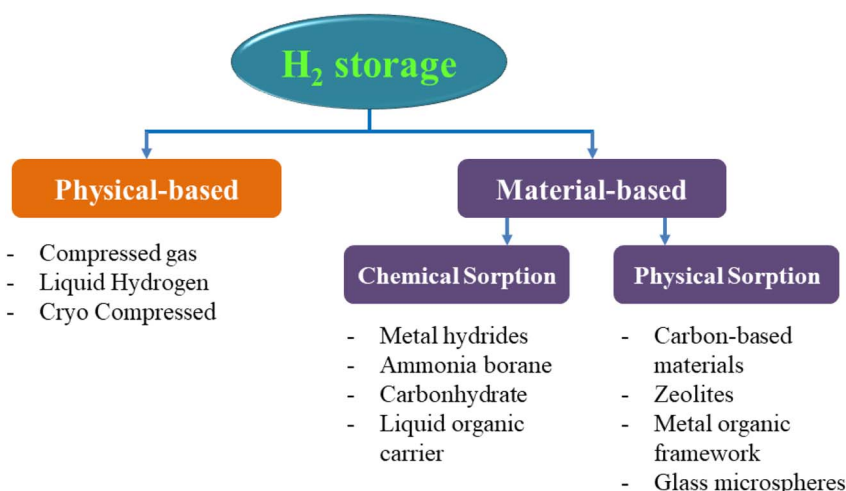 H₂ storage
Physical-based
- Compressed gas
- Liquid Hydrogen
- Cryo Compressed
Material-based
Chemical Sorption
- Metal hydrides
- Ammonia borane
- Carbonhydrate
- Liquid organic
carrier
Physical Sorption
- Carbon-based
materials
- Zeolites
- Metal organic
framework
- Glass microspheres